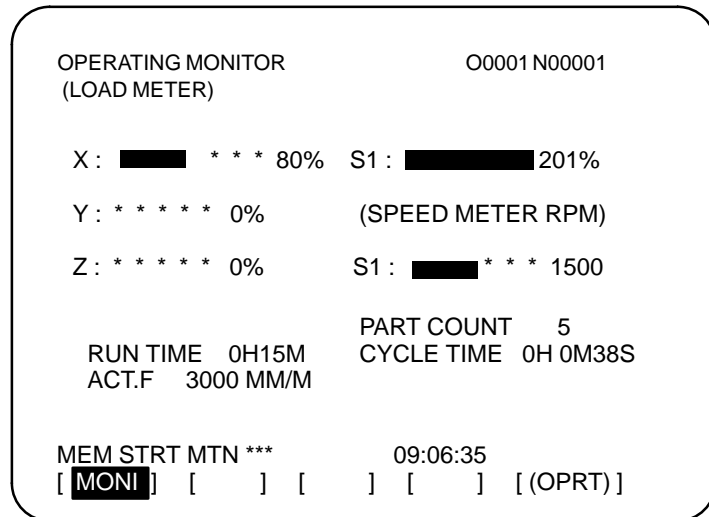 OPERATING MONITOR O0001 N00001
(LOAD METER)
X : * * * 80% S1 : 201%
Y : * * * * * 0% (SPEED METER RPM)
Z : * * * * * 0% S1 : * * * 1500
PART COUNT 5
RUN TIME 0H15M CYCLE TIME 0H 0M38S
ACT.F 3000 MM/M
MEM STRT MTN *** 09:06:35
[ MONI ] [ ] [ ] [ ] [ (OPRT) ]